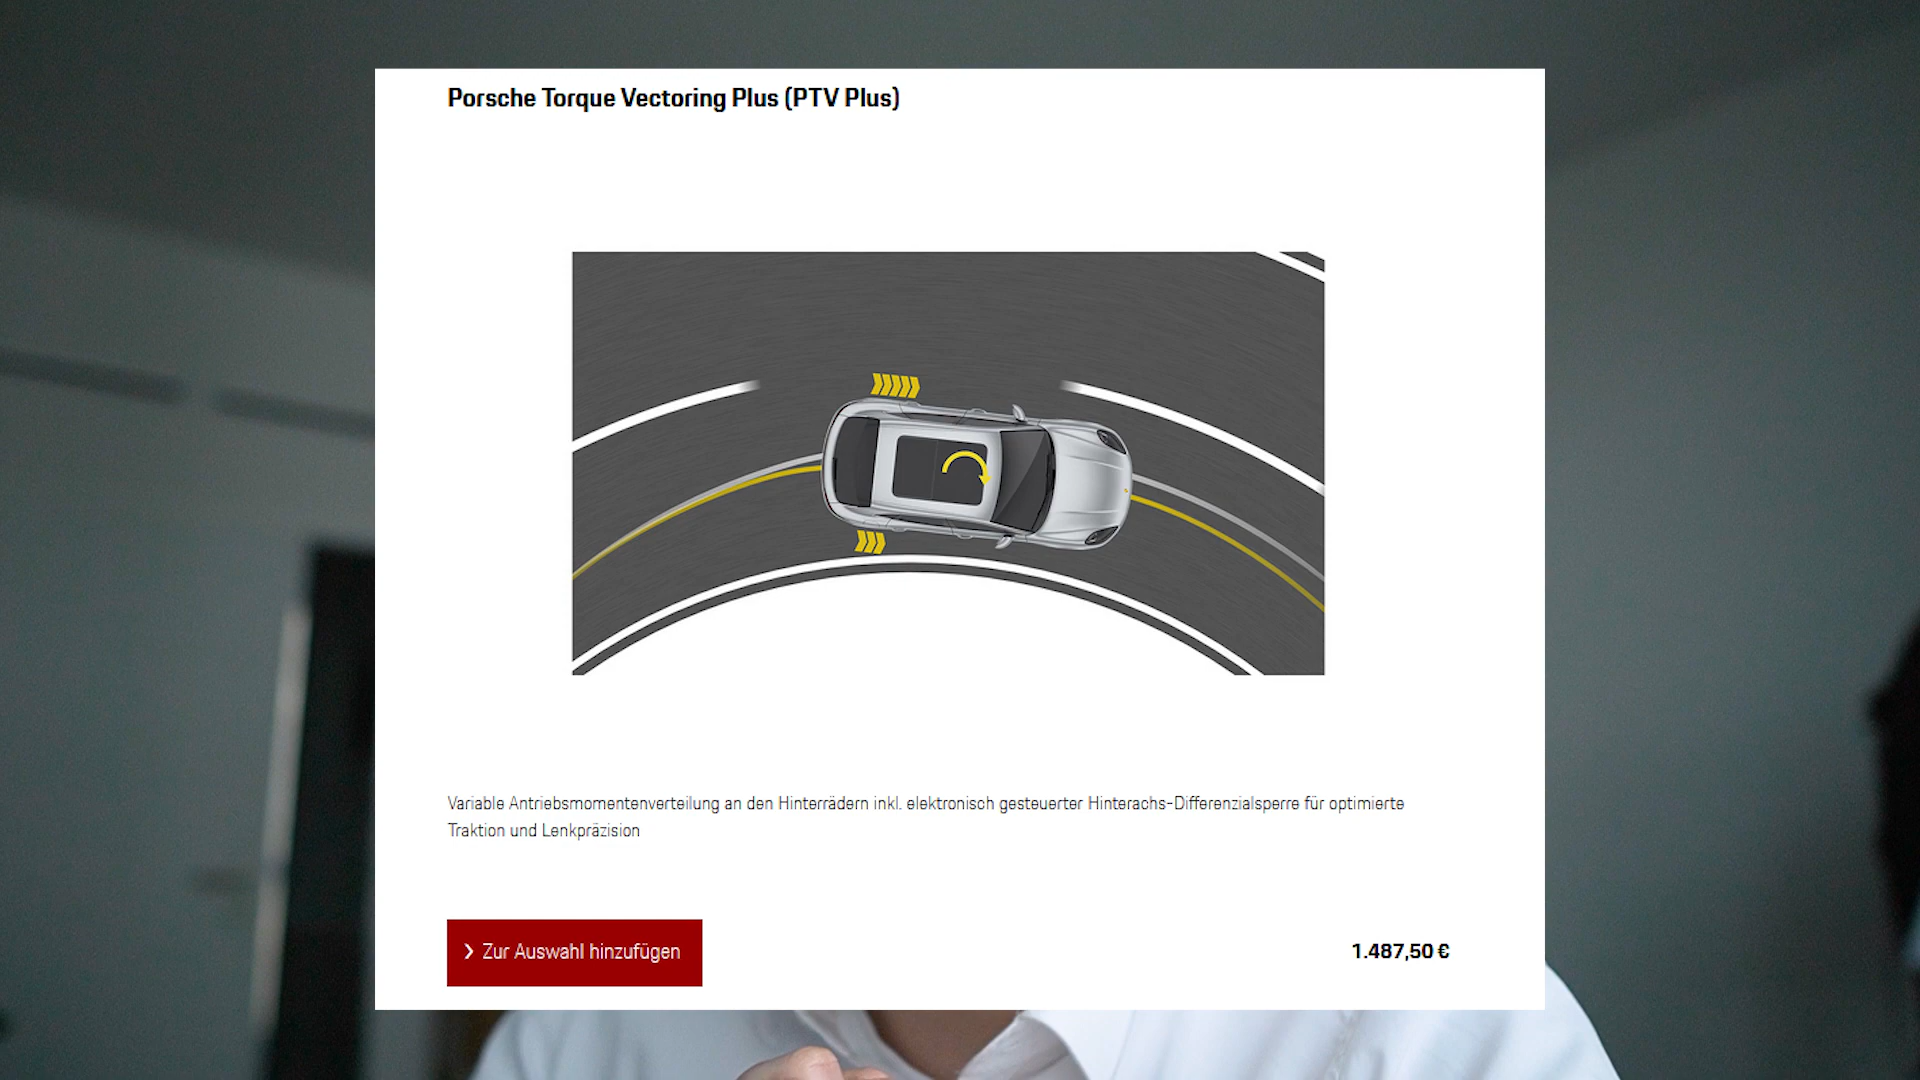 Porsche Torque Vectoring Plus (PTV Plus)
Variable Antriebsmomentenverteilung an den Hinterrädern inkl. elektronisch gesteuerter Hinterachs-Differenzialsperre für optimierte
Traktion und Lenkpräzision
Zur Auswahl hinzufügen
1.487,50 €